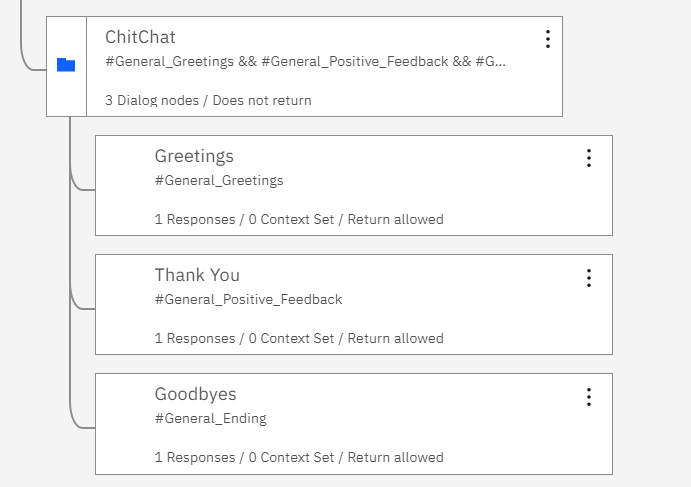 ChitChat
#General_Greetings && #General_Positive_Feedback && #G...
3 Dialog nodes / Does not return
Greetings
#General_Greetings
1 Responses / 0 Context Set / Return allowed
Thank You
#General_Positive_Feedback
1 Responses / 0 Context Set / Return allowed
Goodbyes
#General_Ending
1 Responses / 0 Context Set / Return allowed